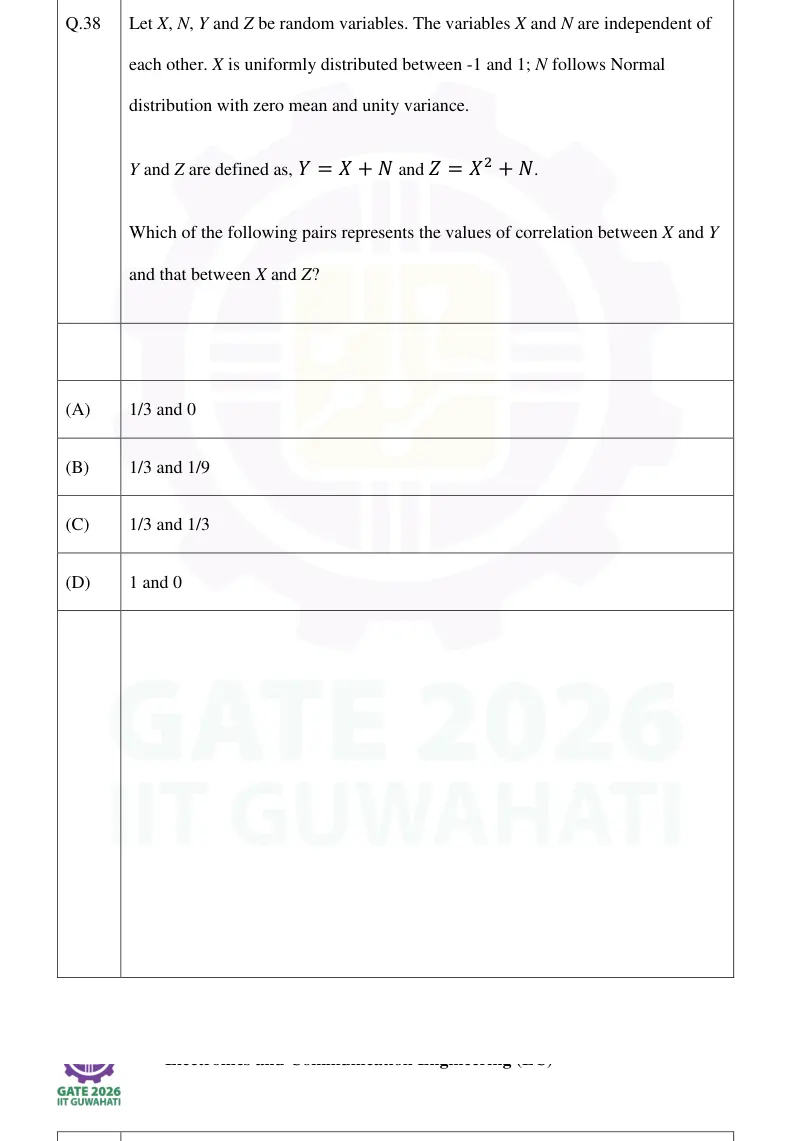 Q.38 Let X, N, Y and Z be random variables. The variables X and N are independent of
each other. X is uniformly distributed between -1 and 1; N follows Normal
distribution with zero mean and unity variance.
Y and Z are defined as, Y = X + N and Z = X² + N.
Which of the following pairs represents the values of correlation between X and Y
and that between X and Z?
(A) 1/3 and 0
(B) 1/3 and 1/9
(C) 1/3 and 1/3
(D) 1 and 0
GATE 2026
IIT GUWAHATI
GATE 2026
IIT GUWAHATI